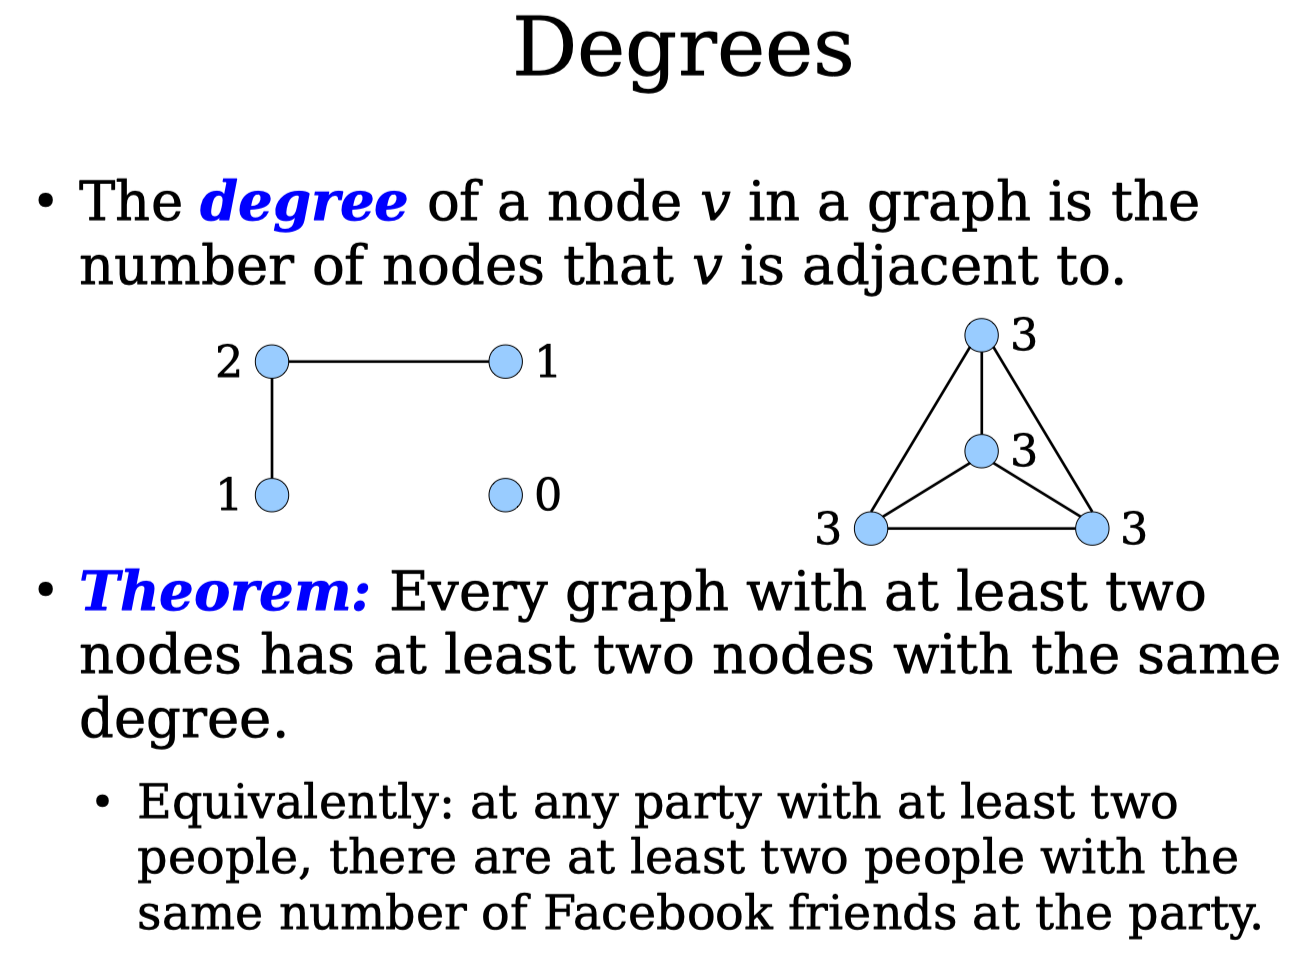 Degrees
• The degree of a node v in a graph is the
number of nodes that v is adjacent to.
2 1
1 0
3
3
3 3
• Theorem: Every graph with at least two
nodes has at least two nodes with the same
degree.
• Equivalently: at any party with at least two
people, there are at least two people with the
same number of Facebook friends at the party.